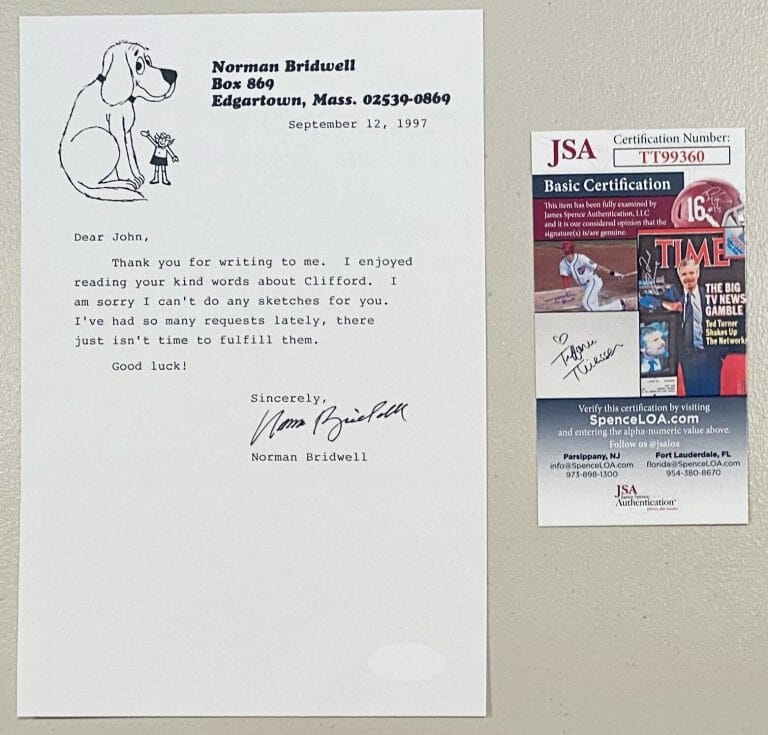 Norman Bridwell
Box 869
Edgartown, Mass. 02539-0869
September 12, 1997
Dear John,
Thank you for writing to me. I enjoyed
reading your kind words about Clifford. I
am sorry I can't do any sketches for you.
I've had so many requests lately, there
just isn't time to fulfill them.
Good luck!
Sincerely,
Norm Bridwell
Norman Bridwell
JSA
Certification Number:
TT99360
Basic Certification
This item has been fully examined by
James Spence Authentication, LLC
and it is our considered opinion that the
signature(s) is/are genuine.
16
TIME
THE BIG
TV NEWS
GAMBLE
Ted Turner
Shakes Up
The Network
Tiffani
Thiessen
Verify this certification by visiting
SpenceLOA.com
and entering the alpha-numeric value above.
Follow us @jsaloa
Parsippany, NJ
info@SpenceLOA.com
973-898-1300
Fort Lauderdale, FL
florida@SpenceLOA.com
954-380-8670
JSA
Authentication